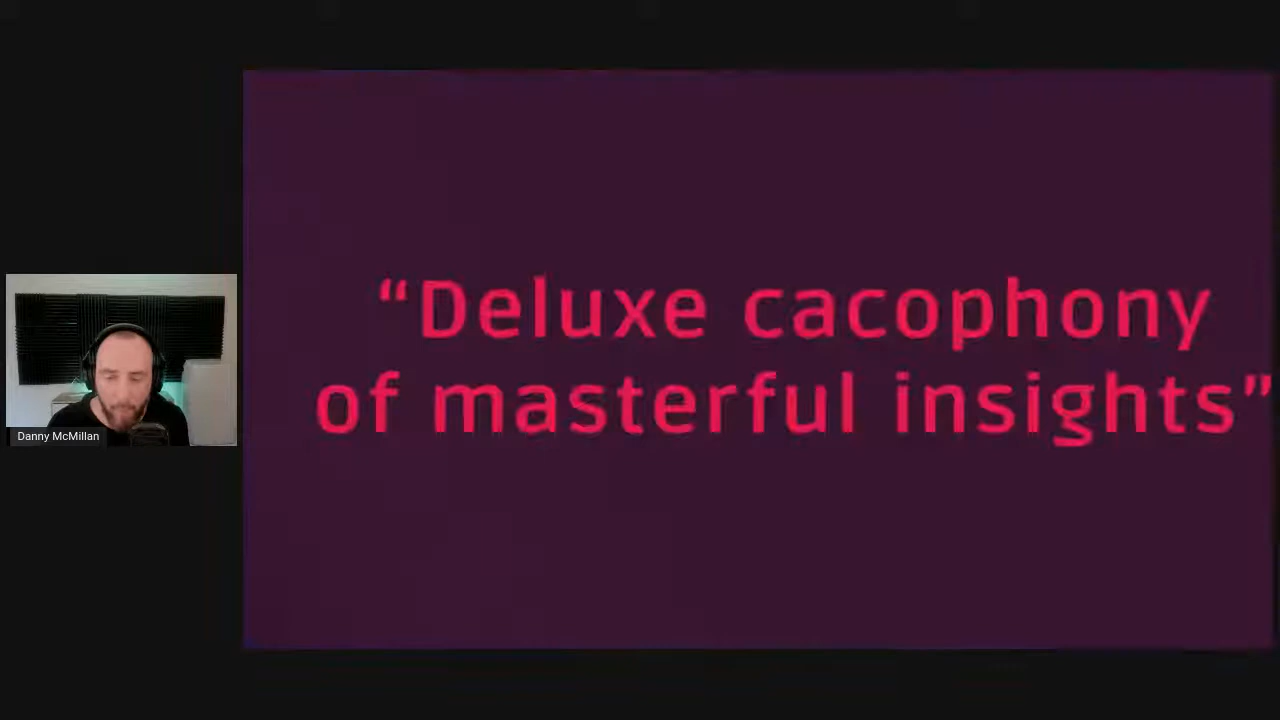 “Deluxe cacophony
of masterful insights”
Danny McMillan